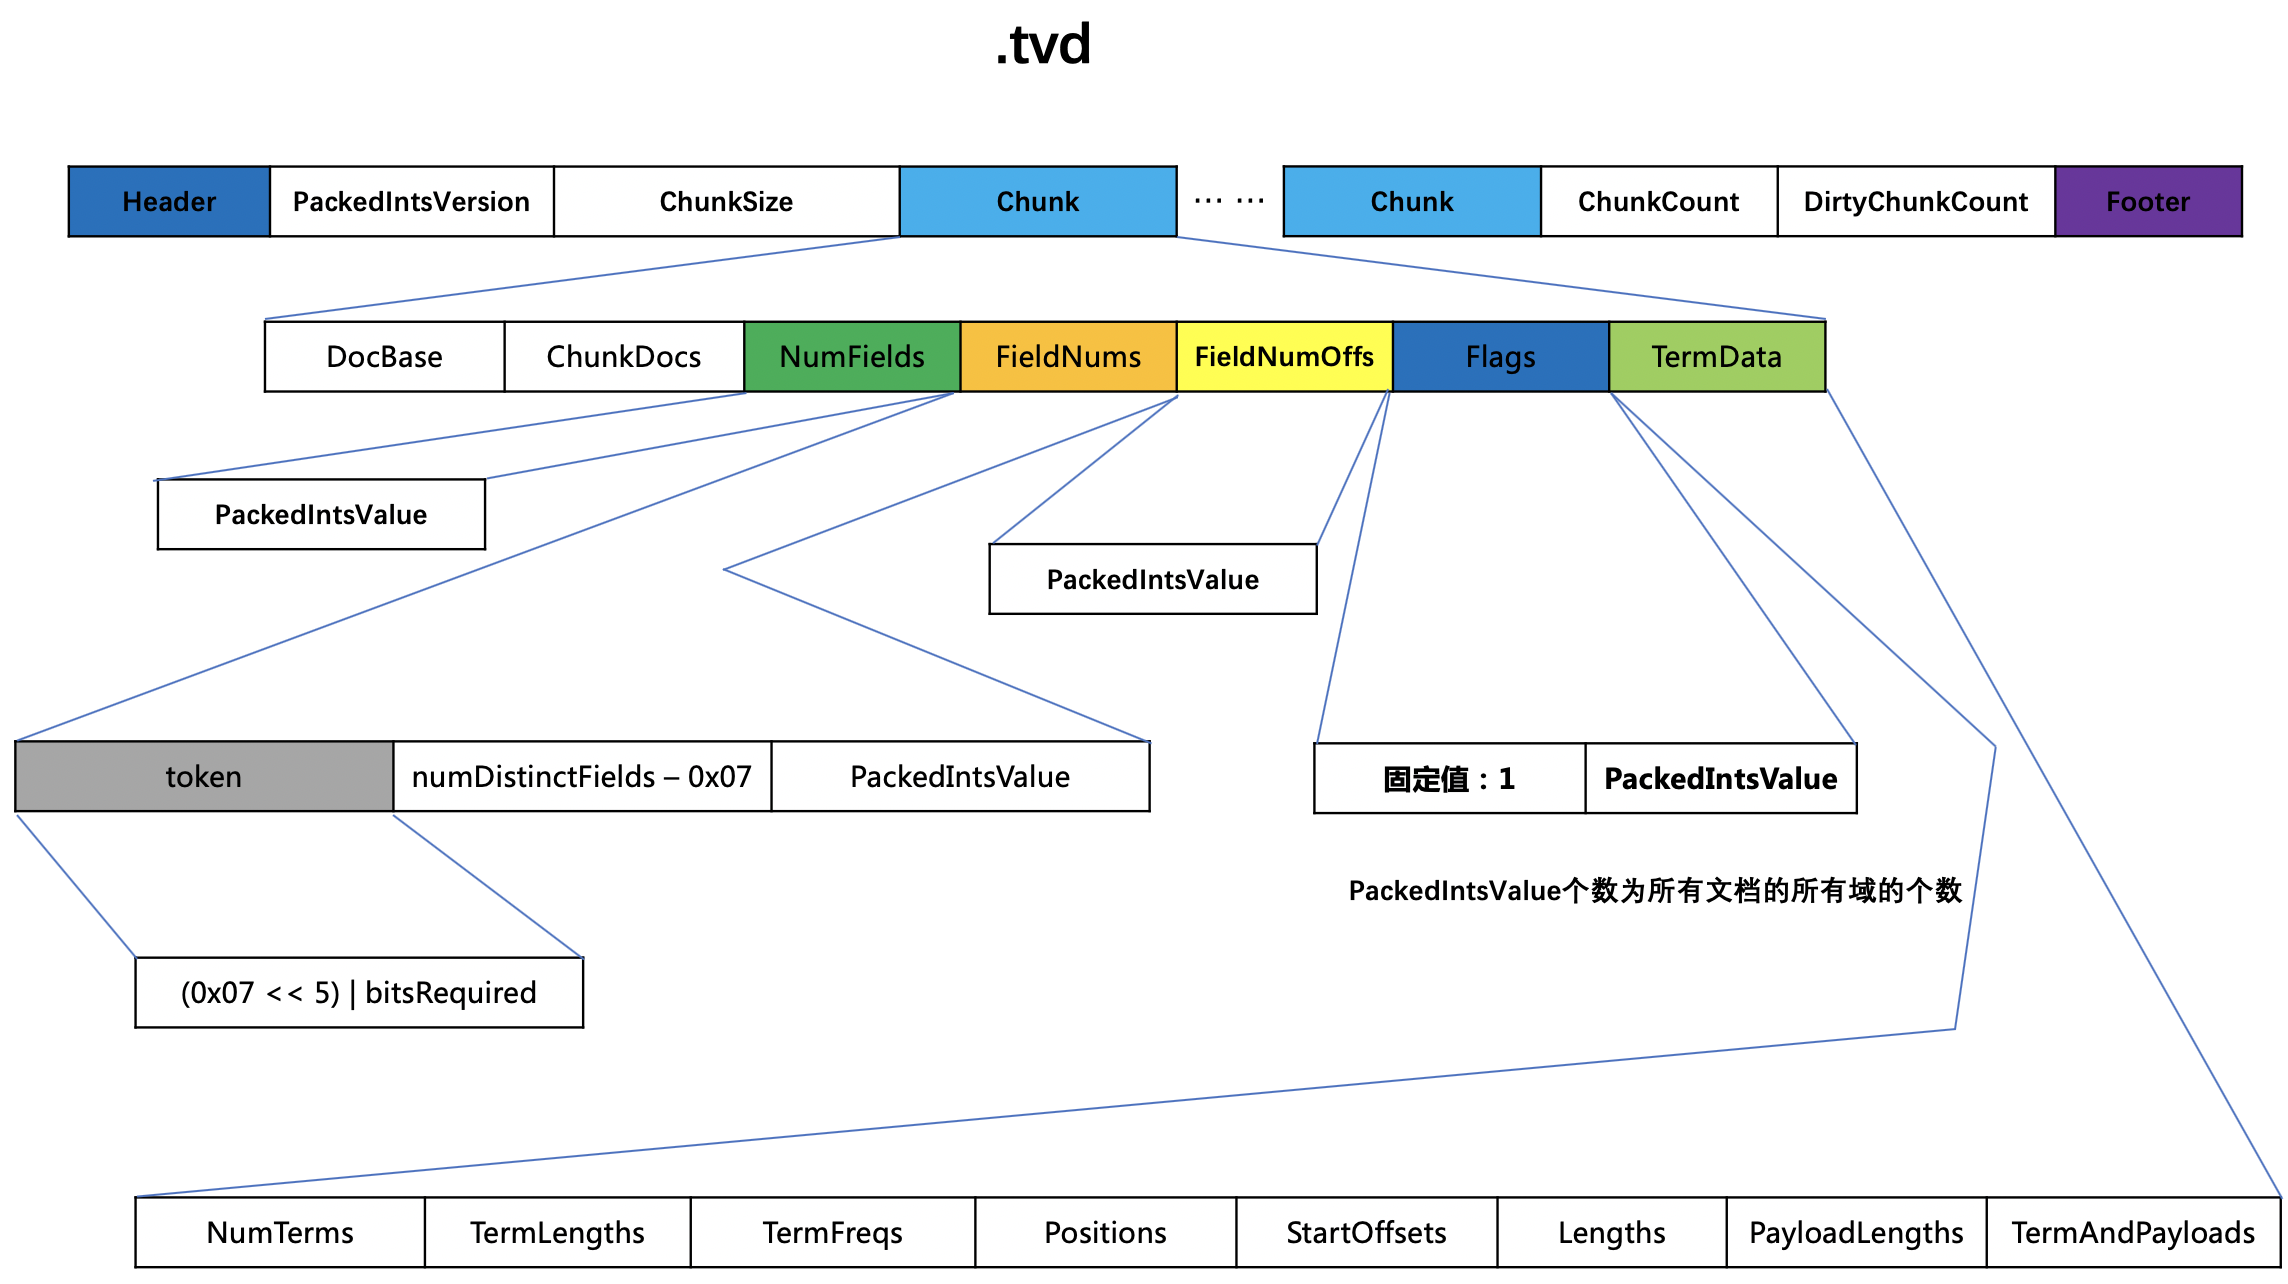 .tvd
Header PackedIntsVersion ChunkSize Chunk ... ... Chunk ChunkCount DirtyChunkCount Footer
DocBase ChunkDocs NumFields FieldNums FieldNumOffs Flags TermData
PackedIntsValue
PackedIntsValue
token numDistinctFields – 0x07 PackedIntsValue 固定值：1 PackedIntsValue
PackedIntsValue个数为所有文档的所有域的个数
(0x07 << 5) | bitsRequired
NumTerms TermLengths TermFreqs Positions StartOffsets Lengths PayloadLengths TermAndPayloads